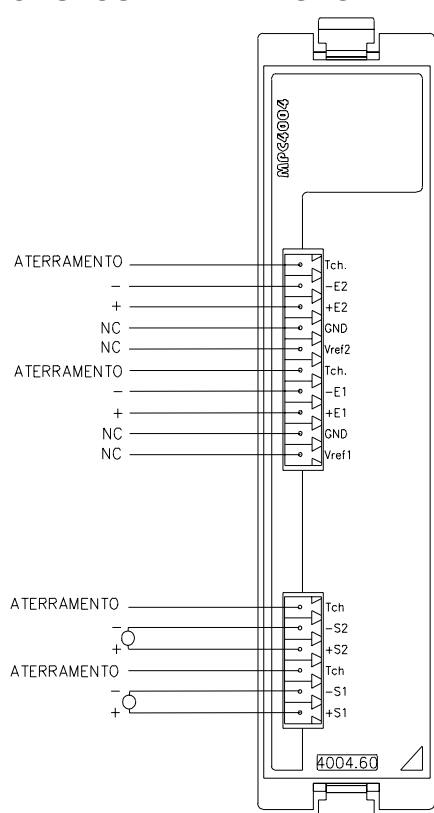 MPC4004
ATERRAMENTO Tch.
- -E2
+ +E2
NC GND
NC Vref2
ATERRAMENTO Tch.
- -E1
+ +E1
NC GND
NC Vref1
ATERRAMENTO Tch
- -S2
+ +S2
ATERRAMENTO Tch
- -S1
+ +S1
4004.60